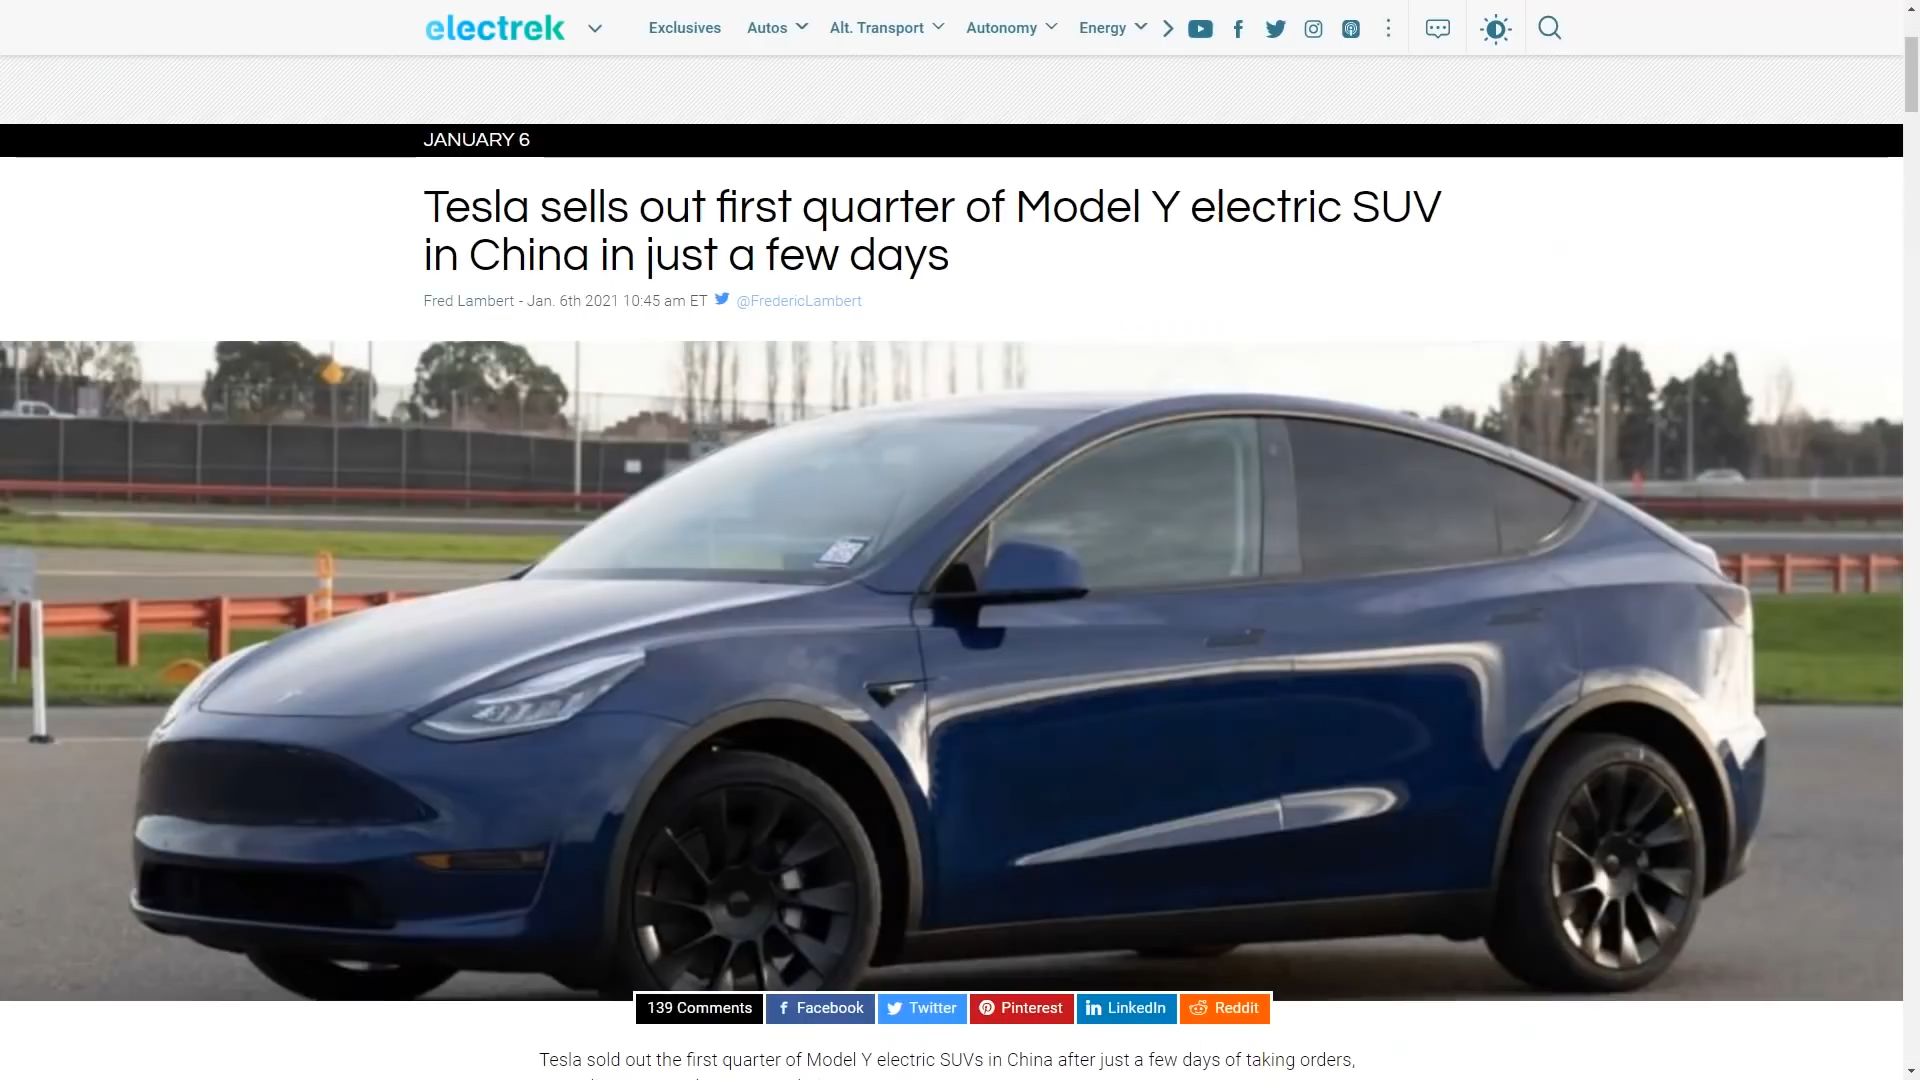 electrek Exclusives Autos Alt. Transport Autonomy Energy
JANUARY 6
Tesla sells out first quarter of Model Y electric SUV
in China in just a few days
Fred Lambert - Jan. 6th 2021 10:45 am ET @FredericLambert
139 Comments Facebook Twitter Pinterest LinkedIn Reddit
Tesla sold out the first quarter of Model Y electric SUVs in China after just a few days of taking orders,